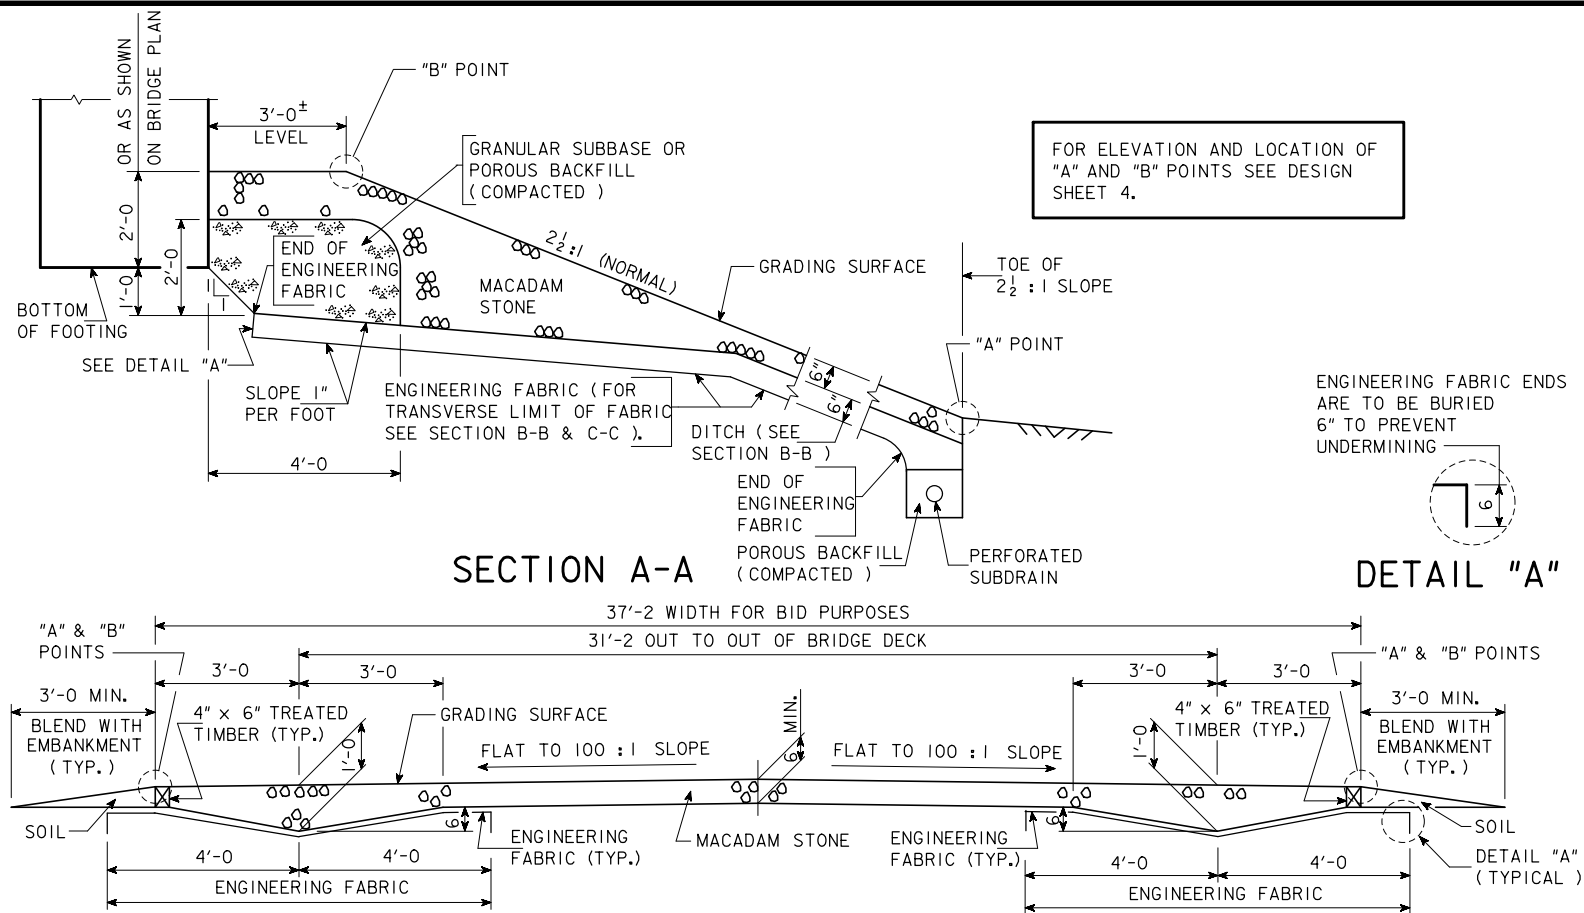 OR AS SHOWN
ON BRIDGE PLAN
"B" POINT
3'-0±
LEVEL
GRANULAR SUBBASE OR
POROUS BACKFILL
(COMPACTED )
FOR ELEVATION AND LOCATION OF
"A" AND "B" POINTS SEE DESIGN
SHEET 4.
2'-0
2'-0
1'-0
1
1
END OF
ENGINEERING
FABRIC
2½:1 (NORMAL)
MACADAM
STONE
GRADING SURFACE
TOE OF
2½ :1 SLOPE
BOTTOM
OF FOOTING
SEE DETAIL "A"
SLOPE 1"
PER FOOT
ENGINEERING FABRIC (FOR
TRANSVERSE LIMIT OF FABRIC
SEE SECTION B-B & C-C ).
4'-0
6"
6"
"A" POINT
DITCH (SEE
SECTION B-B )
END OF
ENGINEERING
FABRIC
POROUS BACKFILL
(COMPACTED )
PERFORATED
SUBDRAIN
ENGINEERING FABRIC ENDS
ARE TO BE BURIED
6" TO PREVENT
UNDERMINING
6
SECTION A-A
DETAIL "A"
37'-2 WIDTH FOR BID PURPOSES
31'-2 OUT TO OUT OF BRIDGE DECK
"A" & "B"
POINTS
3'-0
3'-0
3'-0
3'-0
"A" & "B" POINTS
3'-0 MIN.
BLEND WITH
EMBANKMENT
(TYP.)
4" x 6" TREATED
TIMBER (TYP.)
1'-0
GRADING SURFACE
FLAT TO 100 :1 SLOPE
6 MIN.
FLAT TO 100 :1 SLOPE
1'-0
4" x 6" TREATED
TIMBER (TYP.)
3'-0 MIN.
BLEND WITH
EMBANKMENT
(TYP.)
SOIL
6
ENGINEERING
FABRIC (TYP.)
MACADAM STONE
ENGINEERING
FABRIC (TYP.)
6
SOIL
DETAIL "A"
(TYPICAL )
4'-0
4'-0
4'-0
4'-0
ENGINEERING FABRIC
ENGINEERING FABRIC